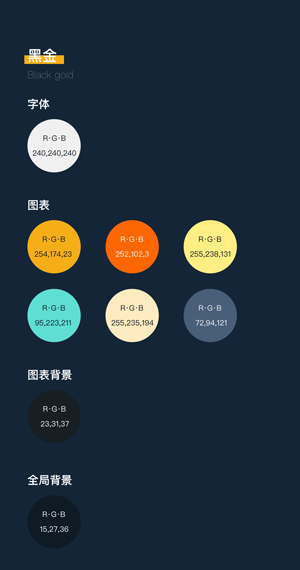 黑金
Black gold
字体
R·G·B
240,240,240
图表
R·G·B R·G·B R·G·B
254,174,23 252,102,3 255,238,131
R·G·B R·G·B R·G·B
95,223,211 255,235,194 72,94,121
图表背景
R·G·B
23,31,37
全局背景
R·G·B
15,27,36